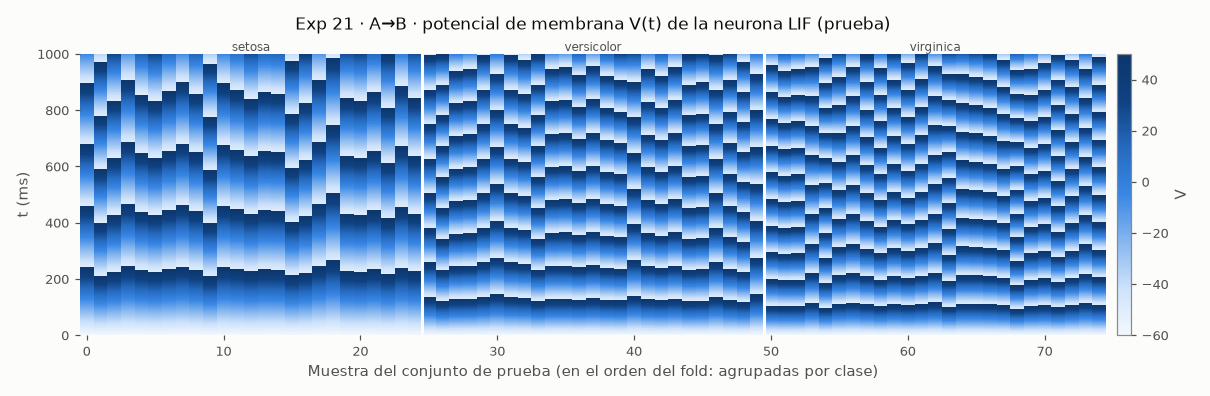 Exp 21 · A→B · potencial de membrana V(t) de la neurona LIF (prueba)
setosa versicolor virginica
1000
800
600
400
200
0
t (ms)
0 10 20 30 40 50 60 70
Muestra del conjunto de prueba (en el orden del fold: agrupadas por clase)
40
20
0
−20
−40
−60
V